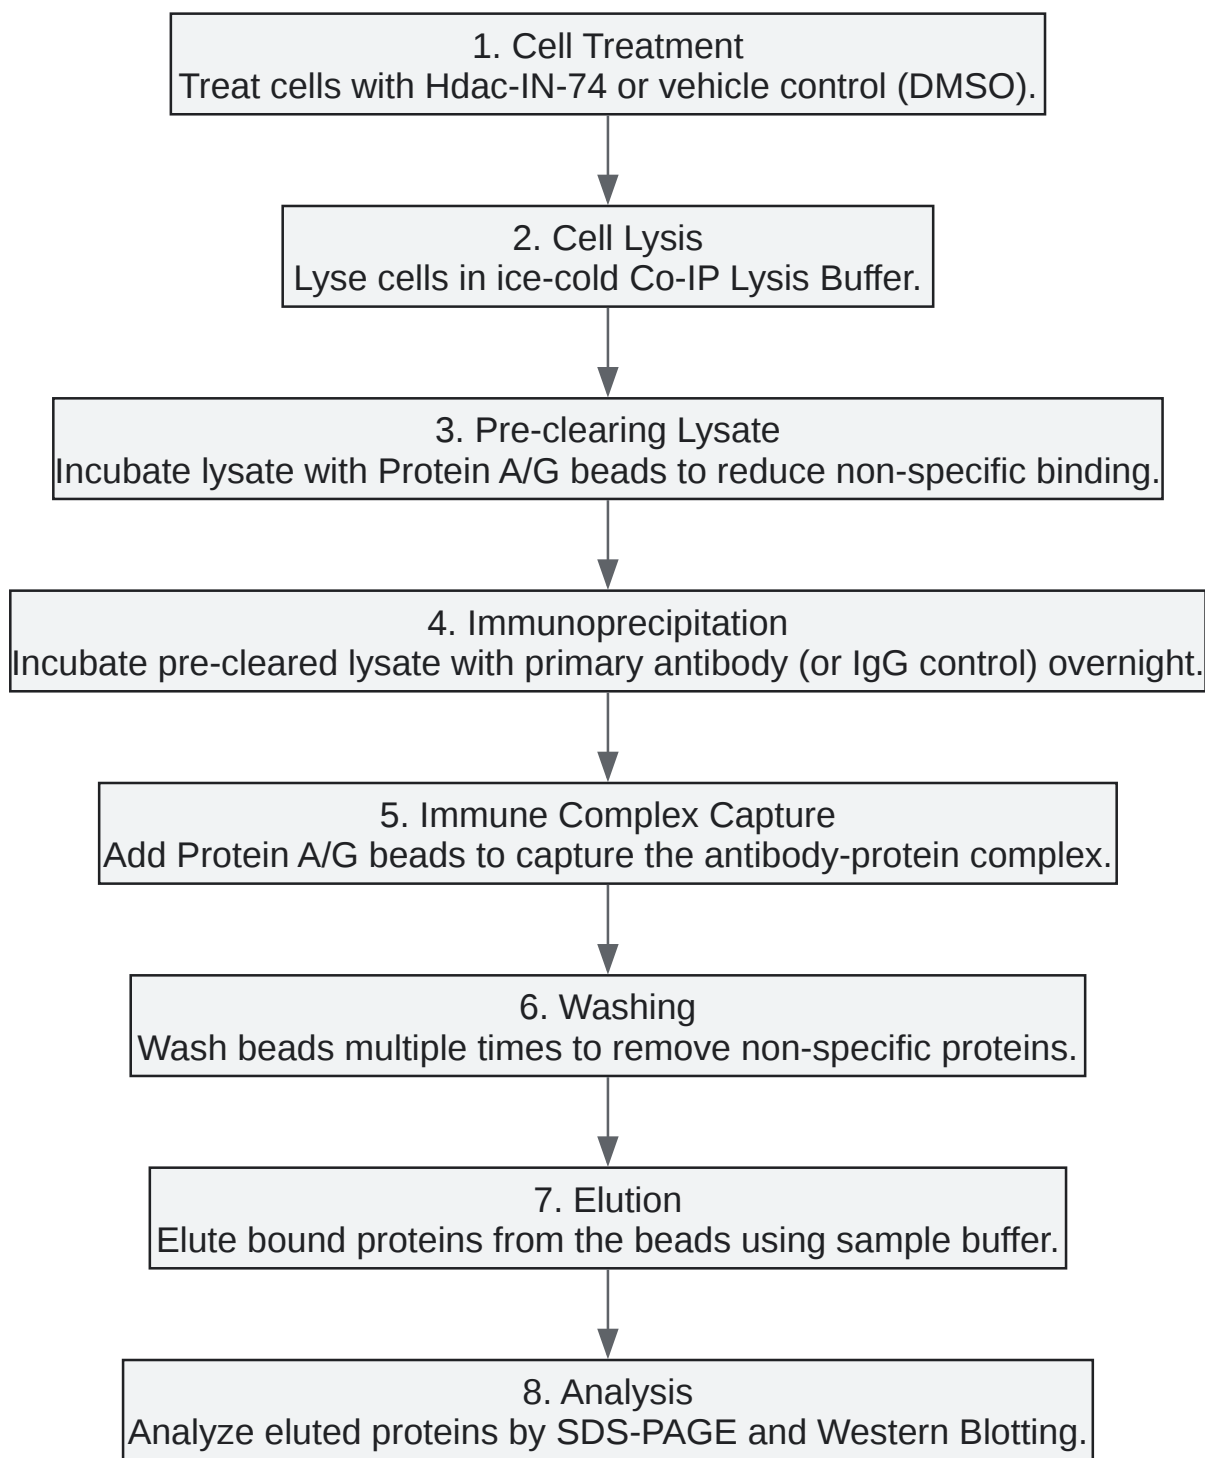 1. Cell Treatment
Treat cells with Hdac-IN-74 or vehicle control (DMSO).
2. Cell Lysis
Lyse cells in ice-cold Co-IP Lysis Buffer.
3. Pre-clearing Lysate
Incubate lysate with Protein A/G beads to reduce non-specific binding.
4. Immunoprecipitation
Incubate pre-cleared lysate with primary antibody (or IgG control) overnight.
5. Immune Complex Capture
Add Protein A/G beads to capture the antibody-protein complex.
6. Washing
Wash beads multiple times to remove non-specific proteins.
7. Elution
Elute bound proteins from the beads using sample buffer.
8. Analysis
Analyze eluted proteins by SDS-PAGE and Western Blotting.